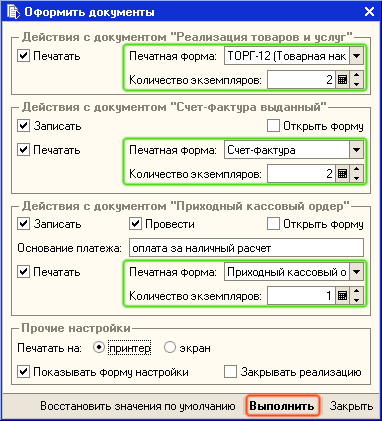 Оформить документы
Действия с документом "Реализация товаров и услуг"
Печатать Печатная форма: ТОРГ-12 (Товарная нак
Количество экземпляров: 2
Действия с документом "Счет-фактура выданный"
Записать Открыть форму
Печатать Печатная форма: Счет-фактура
Количество экземпляров: 2
Действия с документом "Приходный кассовый ордер"
Записать Провести Открыть форму
Основание платежа: оплата за наличный расчет
Печатать Печатная форма: Приходный кассовый о
Количество экземпляров: 1
Прочие настройки
Печатать на: принтер экран
Показывать форму настройки Закрывать реализацию
Восстановить значения по умолчанию Выполнить Закрыть